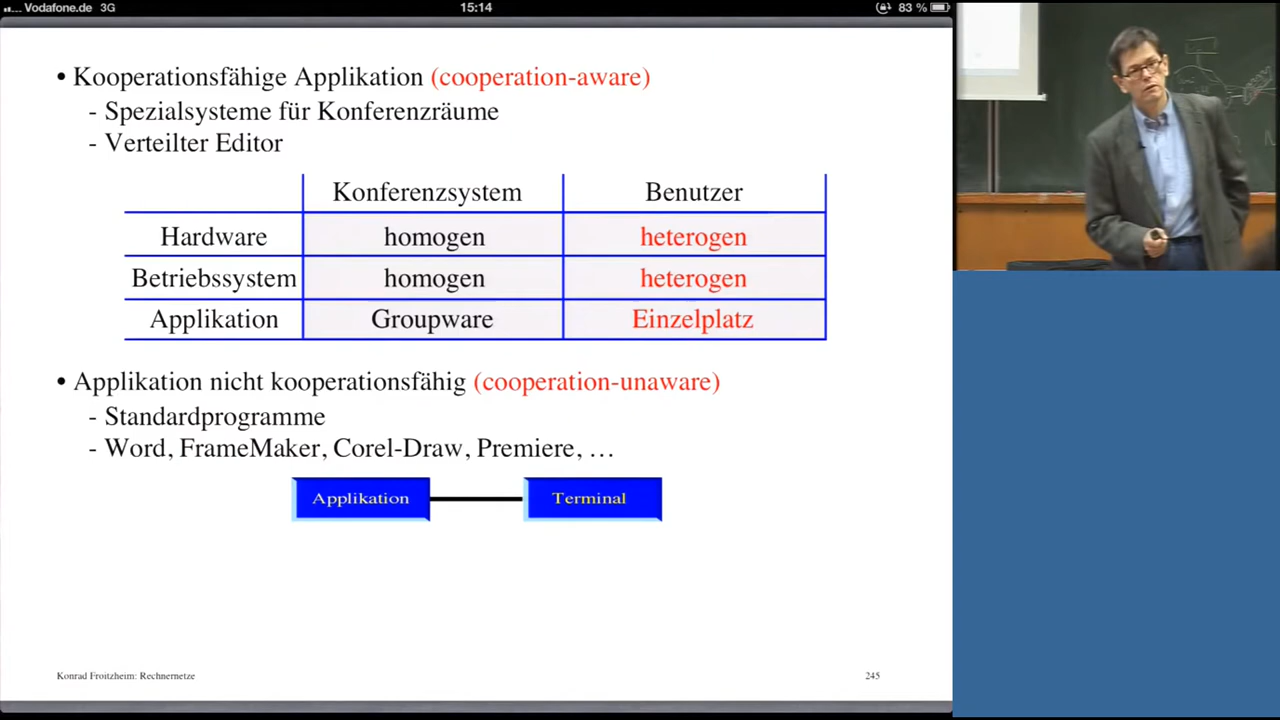 Vodafone.de 3G 15:14 83 %
• Kooperationsfähige Applikation (cooperation-aware)
- Spezialsysteme für Konferenzräume
- Verteilter Editor
Konferenzsystem Benutzer
Hardware homogen heterogen
Betriebssystem homogen heterogen
Applikation Groupware Einzelplatz
• Applikation nicht kooperationsfähig (cooperation-unaware)
- Standardprogramme
- Word, FrameMaker, Corel-Draw, Premiere, …
Applikation Terminal
Konrad Froitzheim: Rechnernetze 245